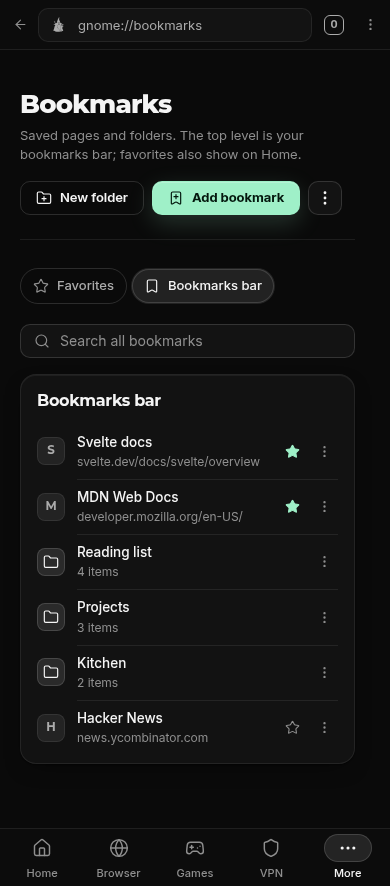 gnome://bookmarks
0
Bookmarks
Saved pages and folders. The top level is your
bookmarks bar; favorites also show on Home.
New folder
Add bookmark
Favorites
Bookmarks bar
Search all bookmarks
Bookmarks bar
S
Svelte docs
svelte.dev/docs/svelte/overview
M
MDN Web Docs
developer.mozilla.org/en-US/
Reading list
4 items
Projects
3 items
Kitchen
2 items
H
Hacker News
news.ycombinator.com
Home
Browser
Games
VPN
More